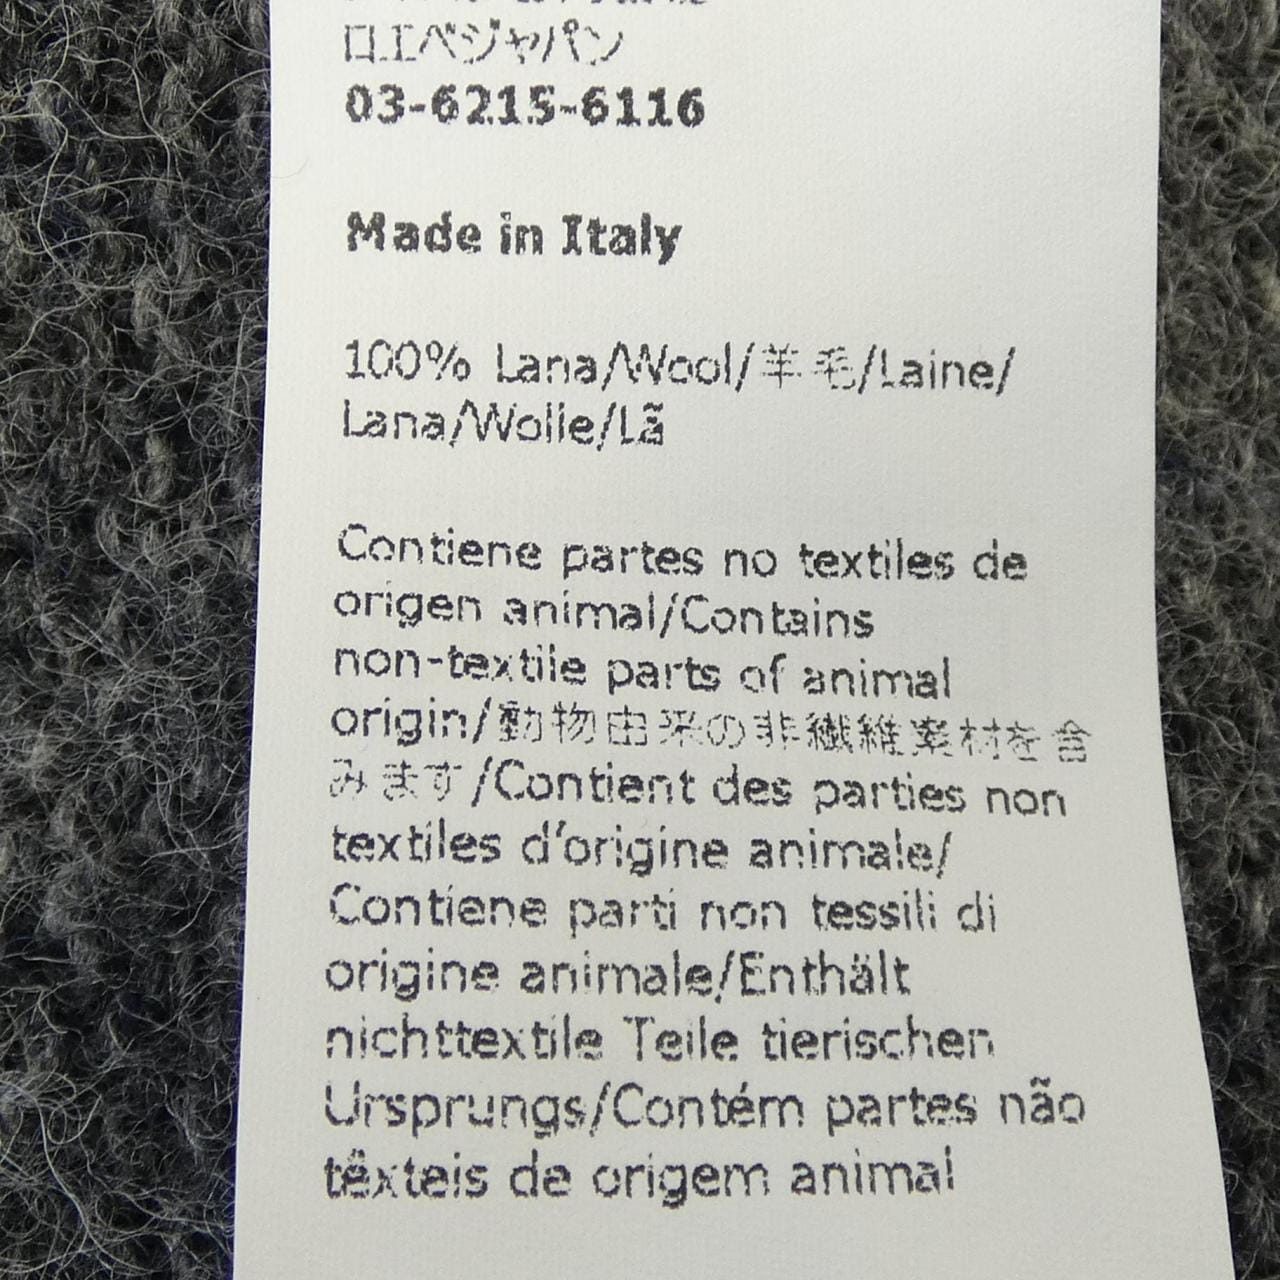 ロエベジャパン
03-6215-6116
Made in Italy
100% Lana/Wool/羊毛/Laine/
Lana/Wolle/Lã
Contiene partes no textiles de
origen animal/Contains
non-textile parts of animal
origin/動物由来の非繊維素材を含
みます/Contient des parties non
textiles d'origine animale/
Contiene parti non tessili di
origine animale/Enthält
nichttextile Teile tierischen
Ursprungs/Contém partes não
têxteis de origem animal